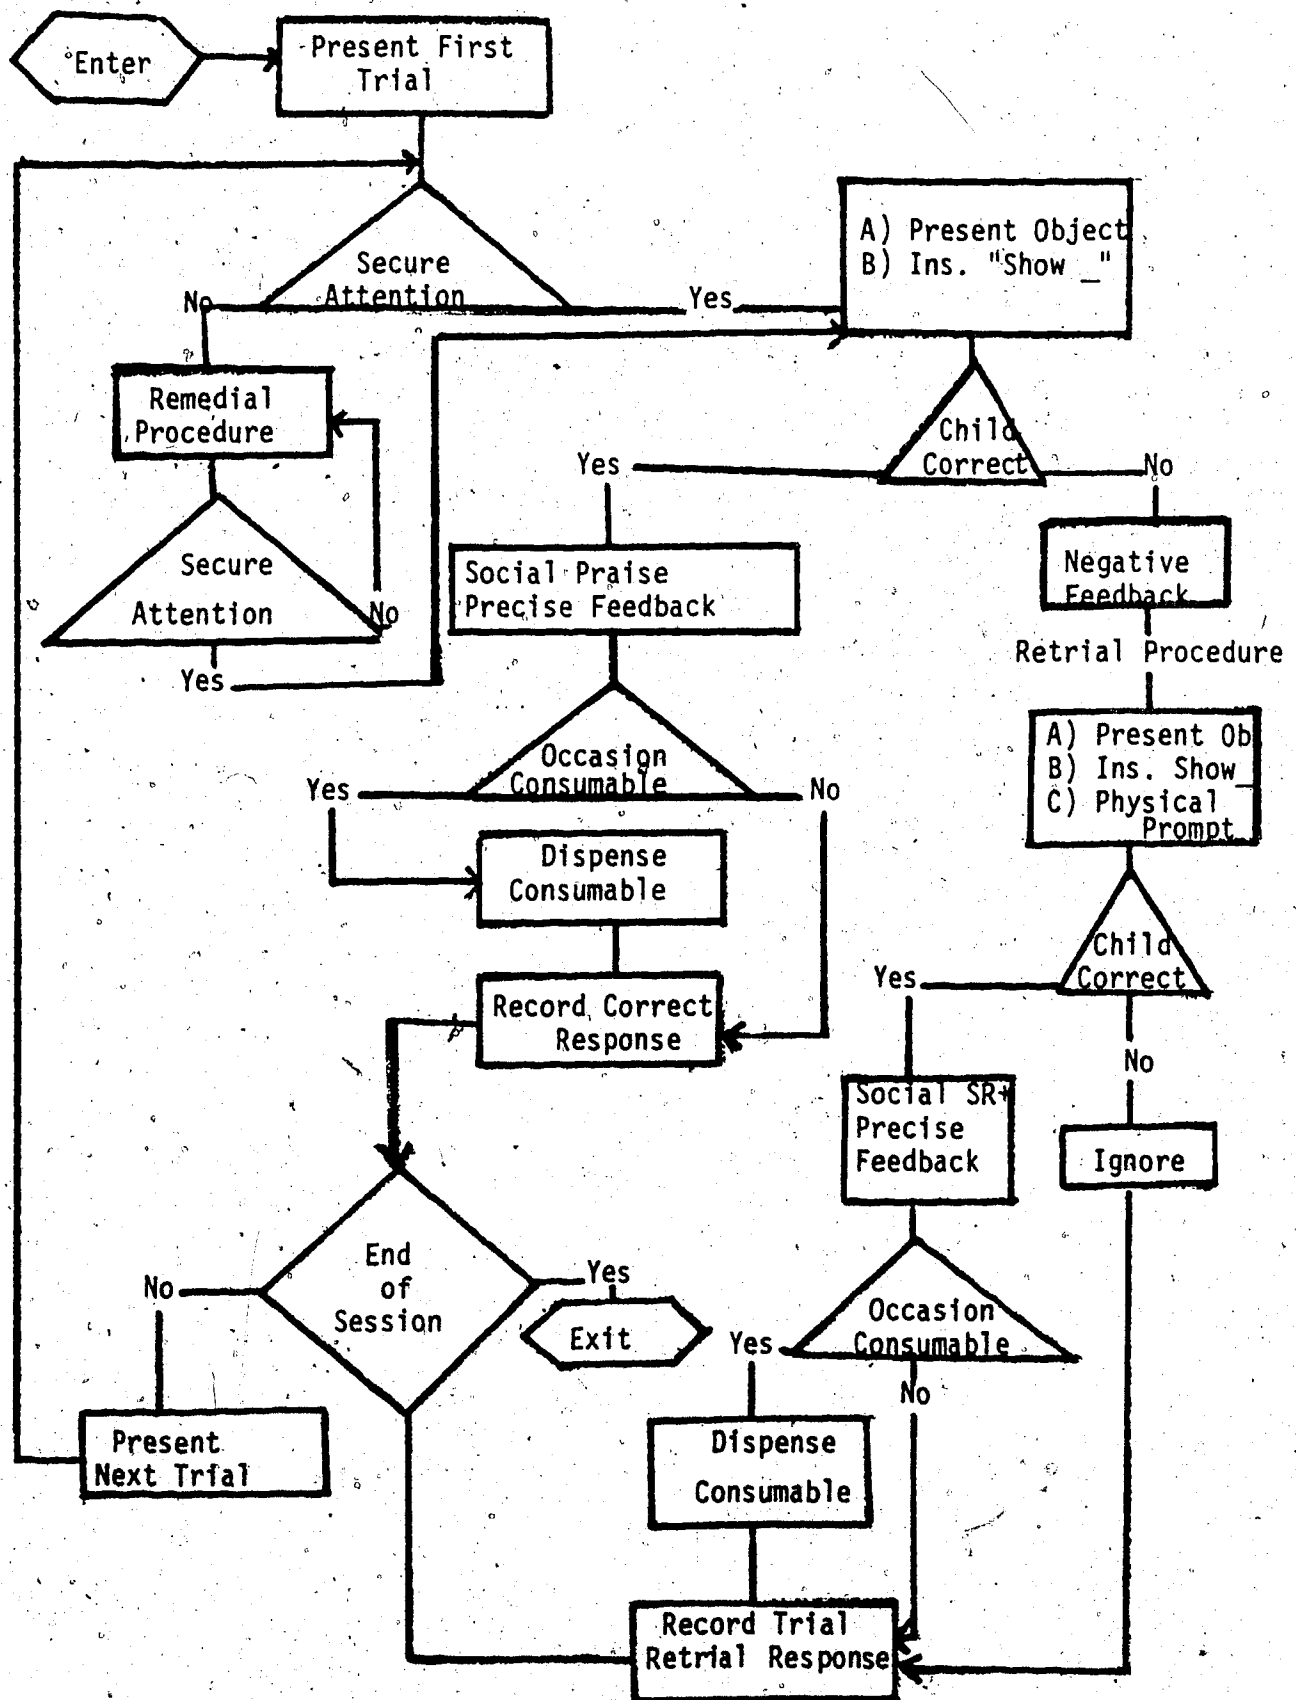 Enter
Present First
Trial
Secure
Attention
No
Yes
A) Present Object
B) Ins. "Show _"
Remedial
Procedure
Child
Correct
Yes
No
Secure
Attention
No
Yes
Social Praise
Precise Feedback
Negative
Feedback
Retrial Procedure
A) Present Ob
B) Ins. Show _
C) Physical
Prompt
Occasion
Consumable
Yes
No
Dispense
Consumable
Record Correct
Response
Child
Correct
Yes
No
Social SR+
Precise
Feedback
Ignore
End
of
Session
No
Yes
Exit
Occasion
Consumable
Yes
No
Present
Next Trial
Dispense
Consumable
Record Trial
Retrial Response